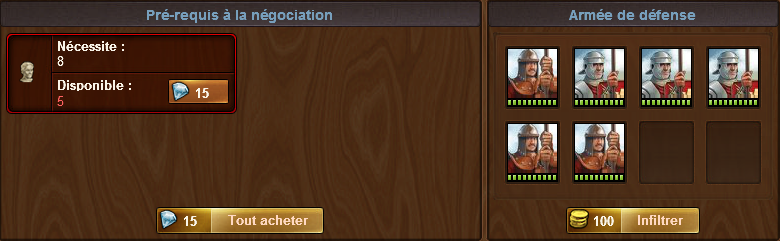 Pré-requis à la négociation
Nécessite :
8
Disponible :
5
15
15 Tout acheter
Armée de défense
100 Infiltrer